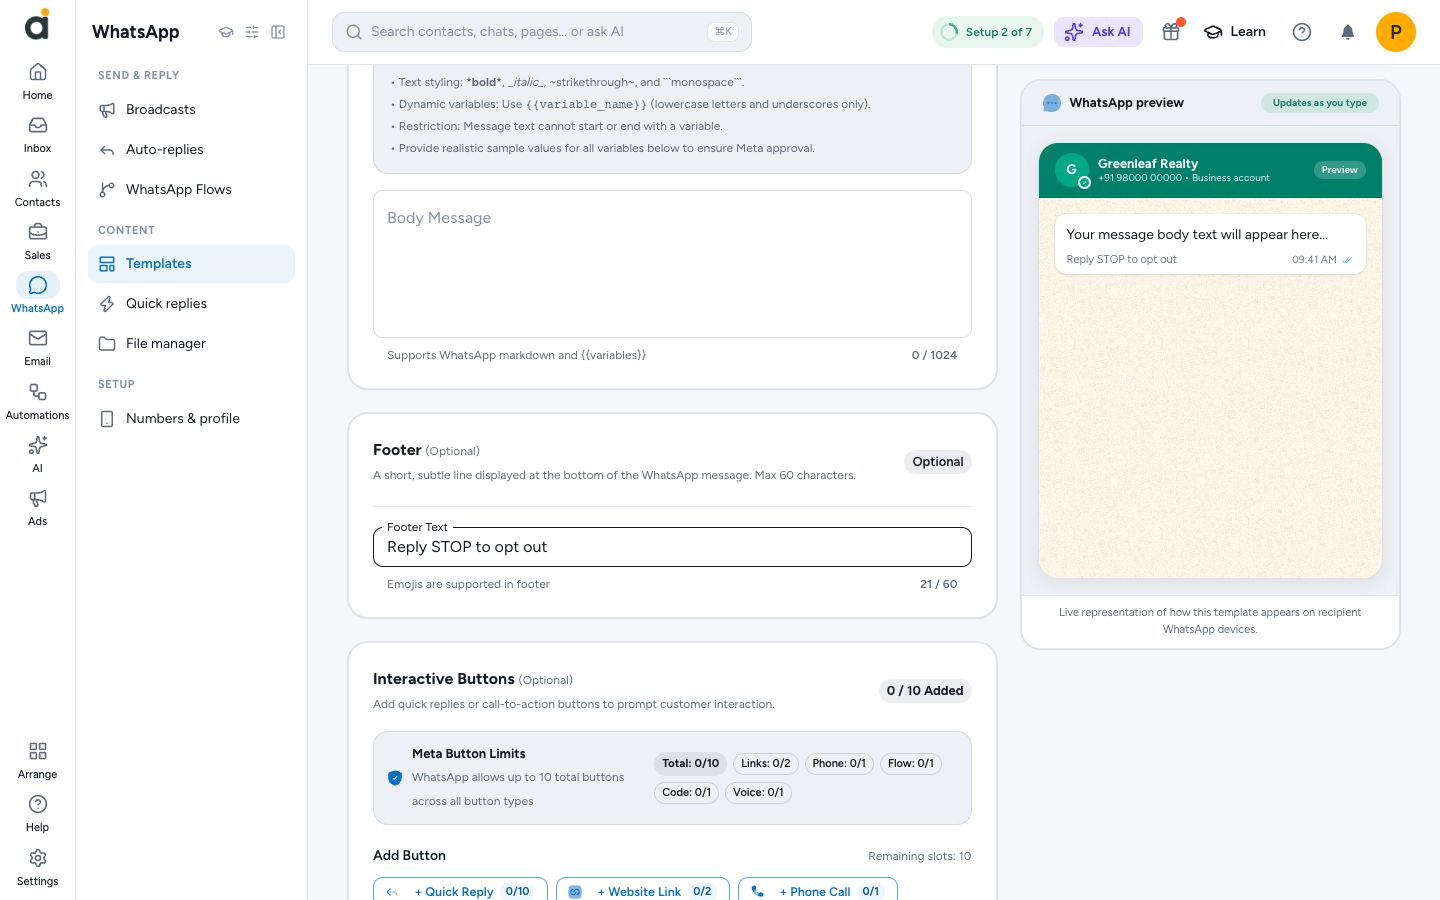 WhatsApp
Search contacts, chats, pages... or ask AI
⌘K
Setup 2 of 7
Ask AI
Learn
P
Home
Inbox
Contacts
Sales
WhatsApp
Email
Automations
AI
Ads
Arrange
Help
Settings
SEND & REPLY
Broadcasts
Auto-replies
WhatsApp Flows
CONTENT
Templates
Quick replies
File manager
SETUP
Numbers & profile
• Text styling: *bold*, _italic_, ~strikethrough~, and ```monospace```.
• Dynamic variables: Use {{variable_name}} (lowercase letters and underscores only).
• Restriction: Message text cannot start or end with a variable.
• Provide realistic sample values for all variables below to ensure Meta approval.
Body Message
Supports WhatsApp markdown and {{variables}}
0 / 1024
Footer (Optional)
A short, subtle line displayed at the bottom of the WhatsApp message. Max 60 characters.
Optional
Footer Text
Reply STOP to opt out
Emojis are supported in footer
21 / 60
Interactive Buttons (Optional)
Add quick replies or call-to-action buttons to prompt customer interaction.
0 / 10 Added
Meta Button Limits
WhatsApp allows up to 10 total buttons
across all button types
Total: 0/10
Links: 0/2
Phone: 0/1
Flow: 0/1
Code: 0/1
Voice: 0/1
Add Button
Remaining slots: 10
+ Quick Reply 0/10
+ Website Link 0/2
+ Phone Call 0/1
WhatsApp preview
Updates as you type
G
Greenleaf Realty
+91 98000 00000 • Business account
Preview
Your message body text will appear here...
Reply STOP to opt out
09:41 AM
Live representation of how this template appears on recipient
WhatsApp devices.